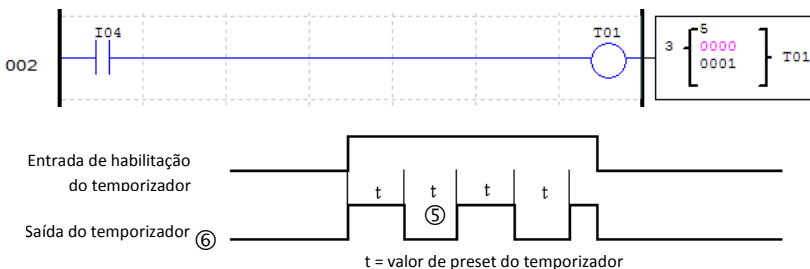 I04
T01
002
3
5
0000
0001
T01
Entrada de habilitação
do temporizador
t t t t
⑤
Saída do temporizador ⑥
t = valor de preset do temporizador